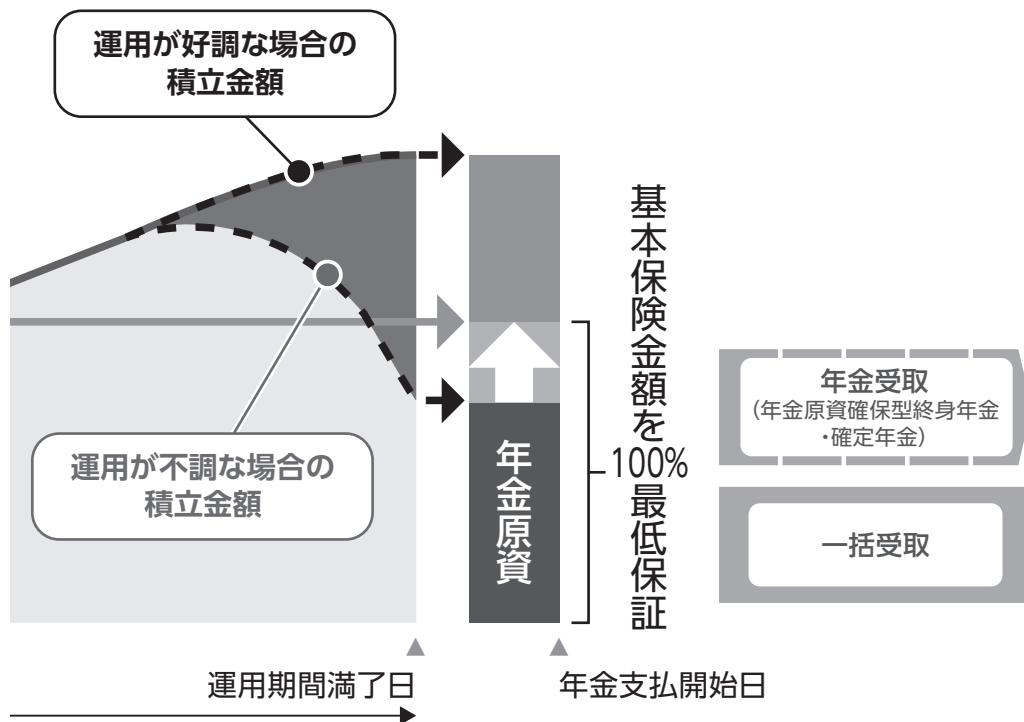 運用が好調な場合の
積立金額
運用が不調な場合の
積立金額
年金原資
基本保険金額を100%最低保証
年金受取
(年金原資確保型終身年金
・確定年金)
一括受取
運用期間満了日
年金支払開始日